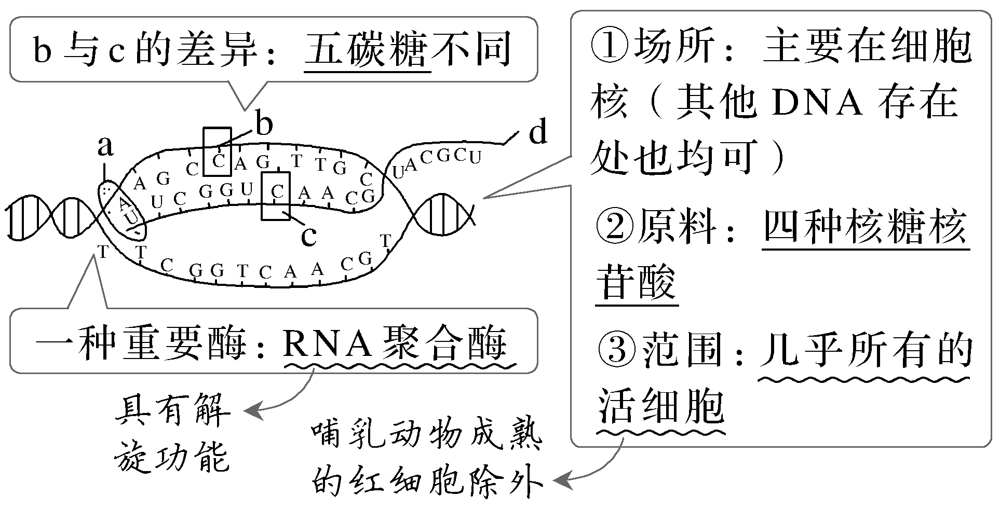 b与c的差异：五碳糖不同
①场所：主要在细胞
核（其他DNA存在
处也均可）
②原料：四种核糖核
苷酸
③范围：几乎所有的
活细胞
a
b
d
A G C C A G T T G C
U A C G C U
A
U U C G G U C A A C G
c
T T C G G T C A A C G T
一种重要酶：RNA聚合酶
具有解
旋功能
哺乳动物成熟
的红细胞除外